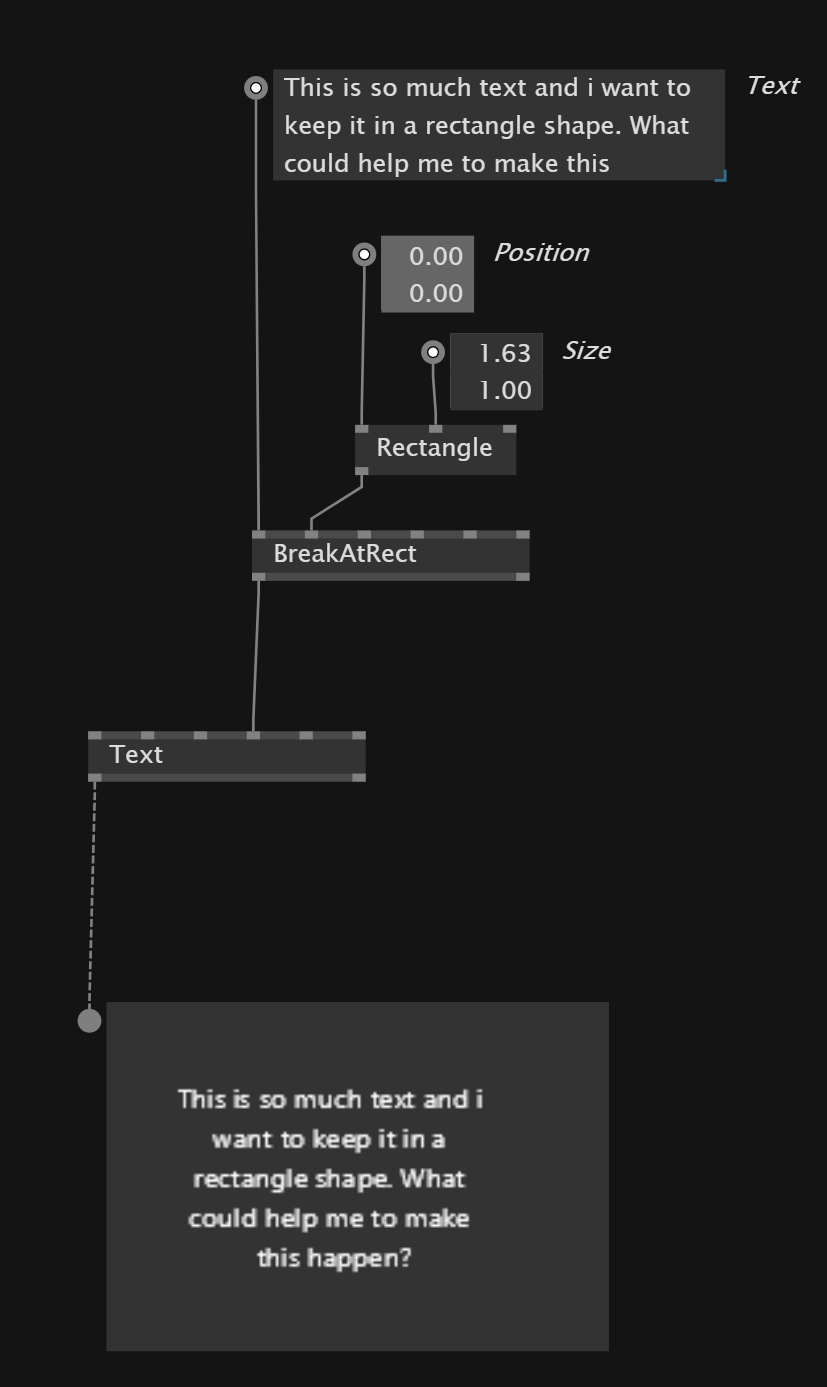 This is so much text and i want to
keep it in a rectangle shape. What
could help me to make this
Text
0.00
0.00
Position
1.63
1.00
Size
Rectangle
BreakAtRect
Text
This is so much text and i
want to keep it in a
rectangle shape. What
could help me to make
this happen?